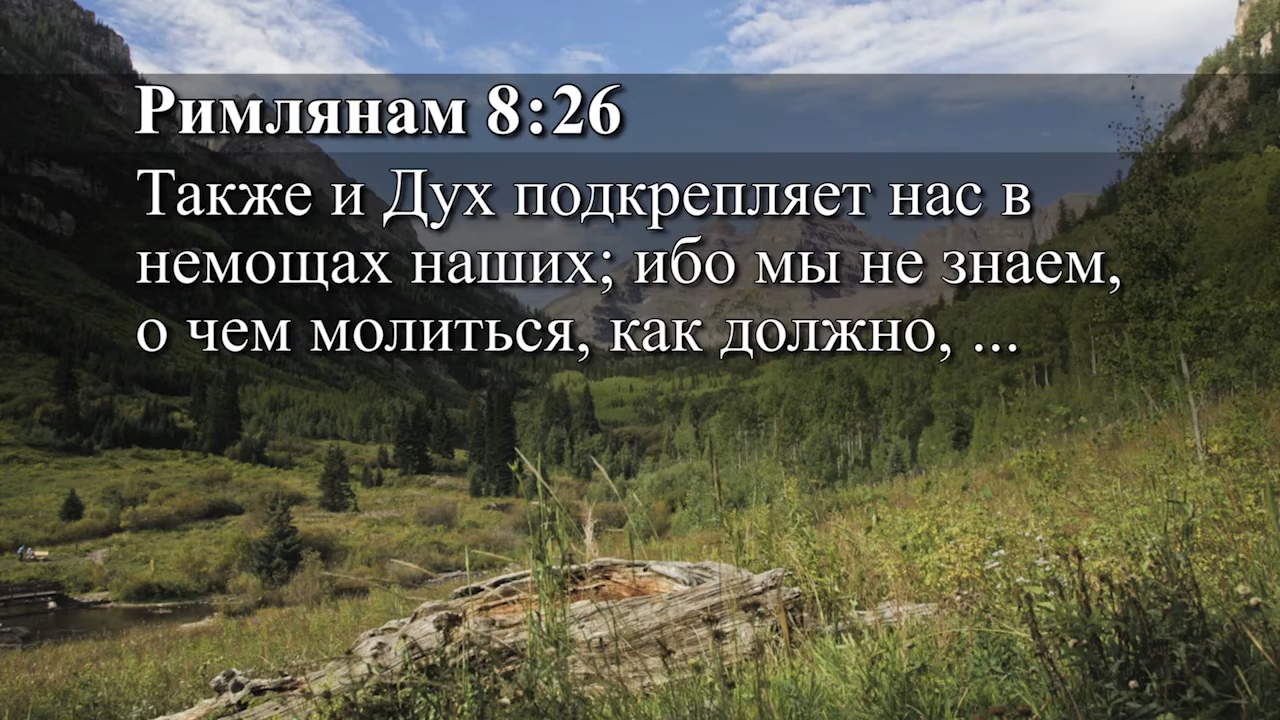 Римлянам 8:26
Также и Дух подкрепляет нас в
немощах наших; ибо мы не знаем,
о чем молиться, как должно, ...